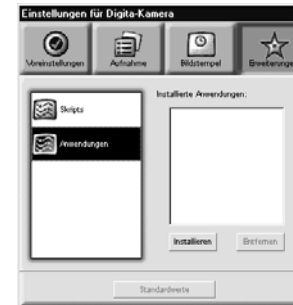 Einstellungen für Digita-Kamera
Voreinstellungen
Aufnahme
Bildstempel
Erweiterunge
Installierte Anwendungen:
Skripts
Anwendungen
Installieren
Entfernen
Standardwerte